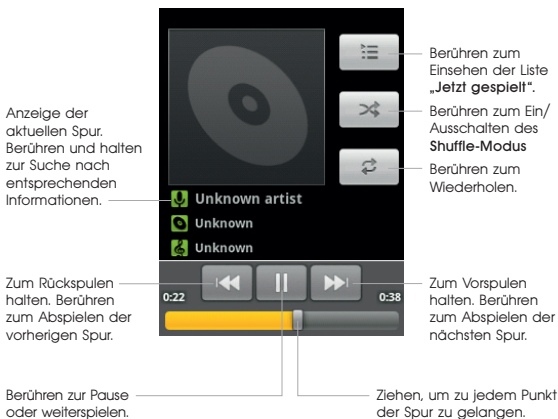 Berühren zum
Einsehen der Liste
„Jetzt gespielt“.
Anzeige der
aktuellen Spur.
Berühren und halten
zur Suche nach
entsprechenden
Informationen.
Berühren zum Ein/
Ausschalten des
Shuffle-Modus
Berühren zum
Wiederholen.
Unknown artist
Unknown
Unknown
Zum Rückspulen
halten. Berühren
zum Abspielen der
vorherigen Spur.
0:22
0:38
Zum Vorspulen
halten. Berühren
zum Abspielen der
nächsten Spur.
Berühren zur Pause
oder weiterspielen.
Ziehen, um zu jedem Punkt
der Spur zu gelangen.